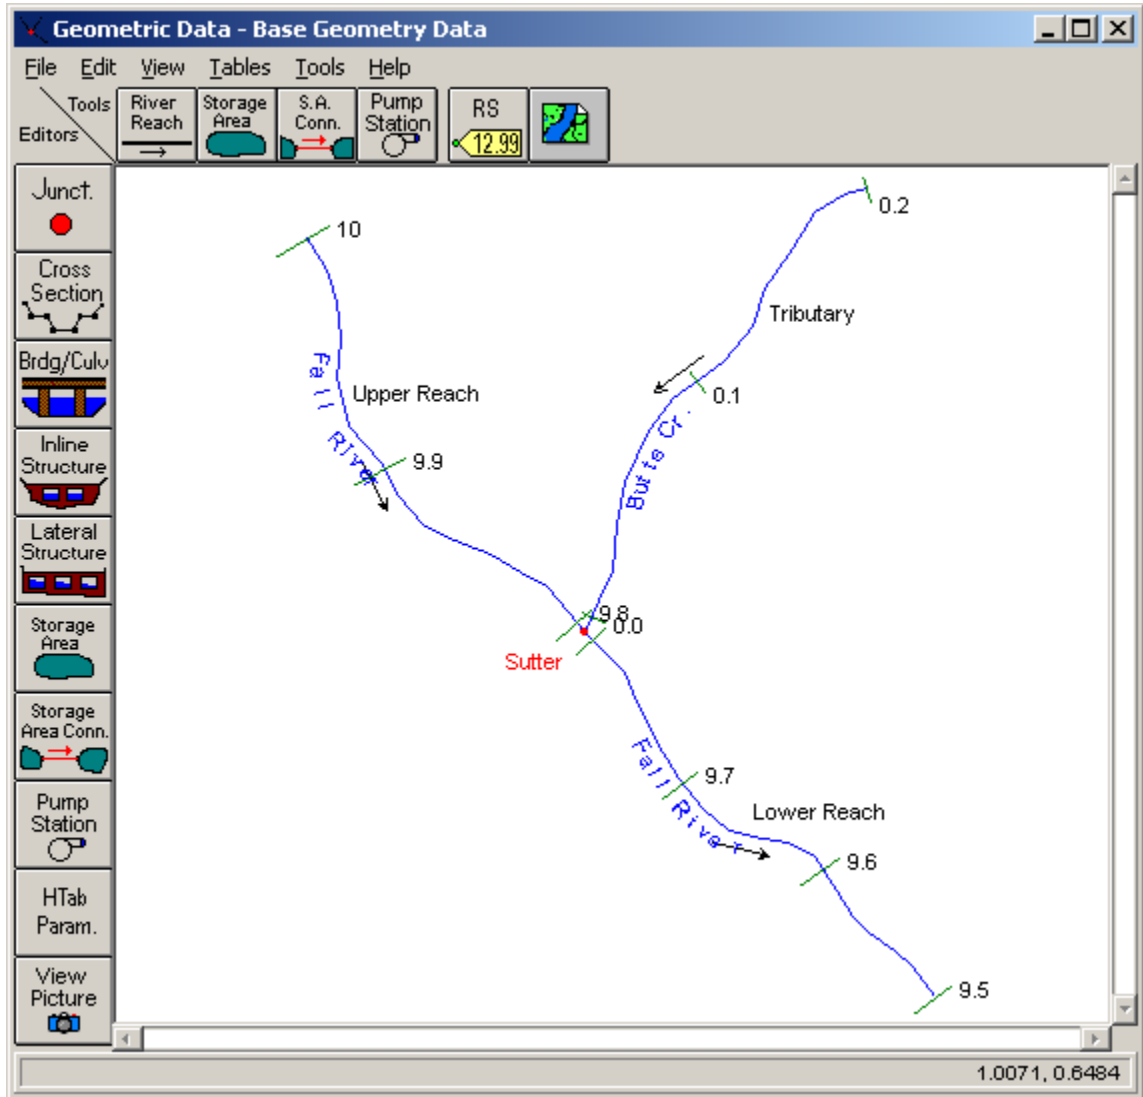 Geometric Data - Base Geometry Data
File Edit View Tables Tools Help
Tools
Editors
River
Reach
Storage
Area
S.A.
Conn.
Pump
Station
RS
12.99
Junct.
Cross
Section
Brdg/Culv
Inline
Structure
Lateral
Structure
Storage
Area
Storage
Area Conn.
Pump
Station
HTab
Param.
View
Picture
10
0.2
Tributary
Fall River
Upper Reach
0.1
Butte Cr.
9.9
9.8
0.0
Sutter
Fall River
9.7
Lower Reach
9.6
9.5
1.0071, 0.6484